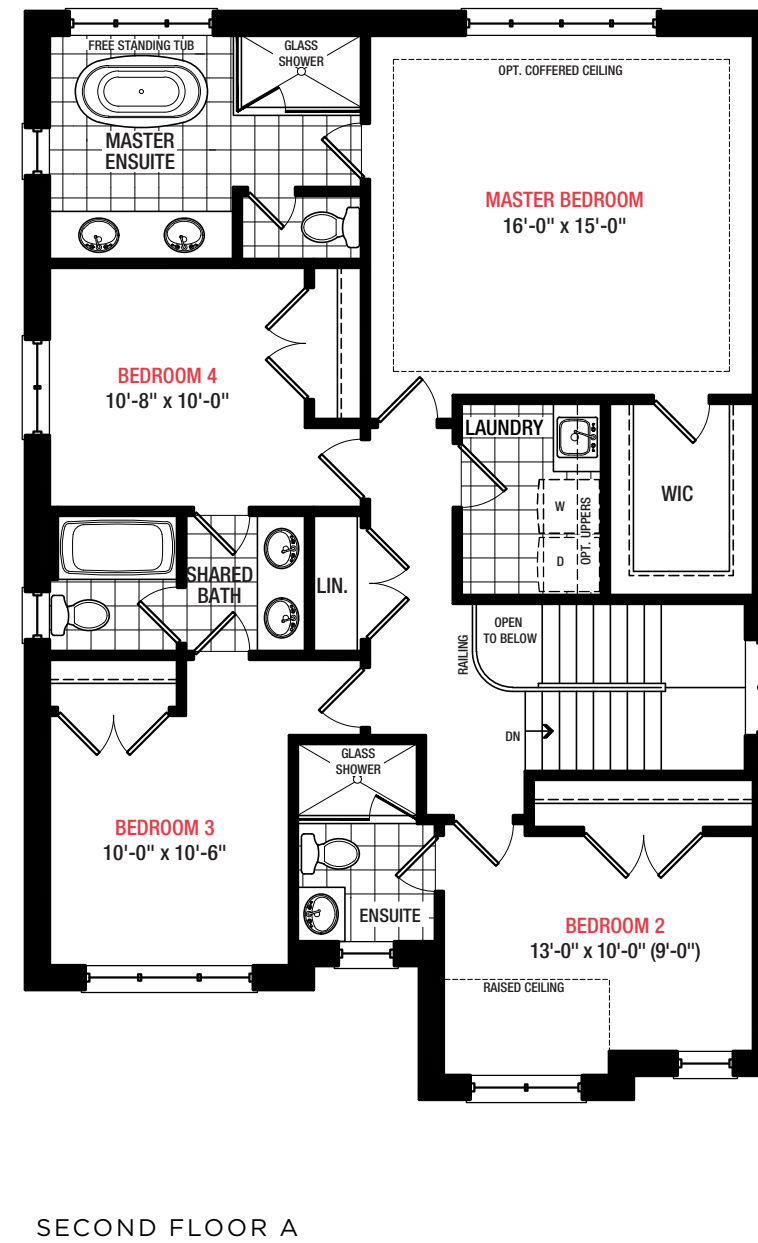 FREE STANDING TUB
GLASS
SHOWER
OPT. COFFERED CEILING
MASTER
ENSUITE
MASTER BEDROOM
16'-0" x 15'-0"
BEDROOM 4
10'-8" x 10'-0"
LAUNDRY
W
D
OPT. UPPERS
WIC
SHARED
BATH
LIN.
RAILING
OPEN
TO BELOW
DN
GLASS
SHOWER
BEDROOM 3
10'-0" x 10'-6"
ENSUITE
BEDROOM 2
13'-0" x 10'-0" (9'-0")
RAISED CEILING
SECOND FLOOR A